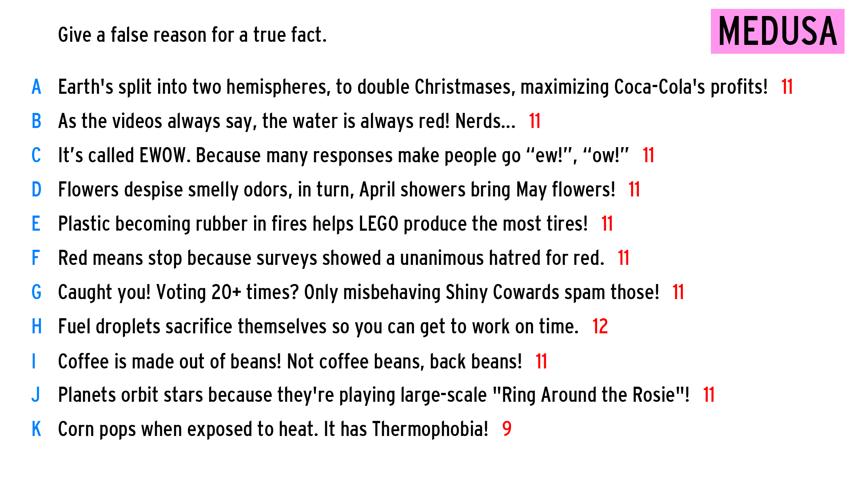 Give a false reason for a true fact.
MEDUSA
A Earth's split into two hemispheres, to double Christmases, maximizing Coca-Cola's profits! 11
B As the videos always say, the water is always red! Nerds... 11
C It’s called EWOW. Because many responses make people go “ew!”, “ow!” 11
D Flowers despise smelly odors, in turn, April showers bring May flowers! 11
E Plastic becoming rubber in fires helps LEGO produce the most tires! 11
F Red means stop because surveys showed a unanimous hatred for red. 11
G Caught you! Voting 20+ times? Only misbehaving Shiny Cowards spam those! 11
H Fuel droplets sacrifice themselves so you can get to work on time. 12
I Coffee is made out of beans! Not coffee beans, back beans! 11
J Planets orbit stars because they're playing large-scale "Ring Around the Rosie"! 11
K Corn pops when exposed to heat. It has Thermophobia! 9